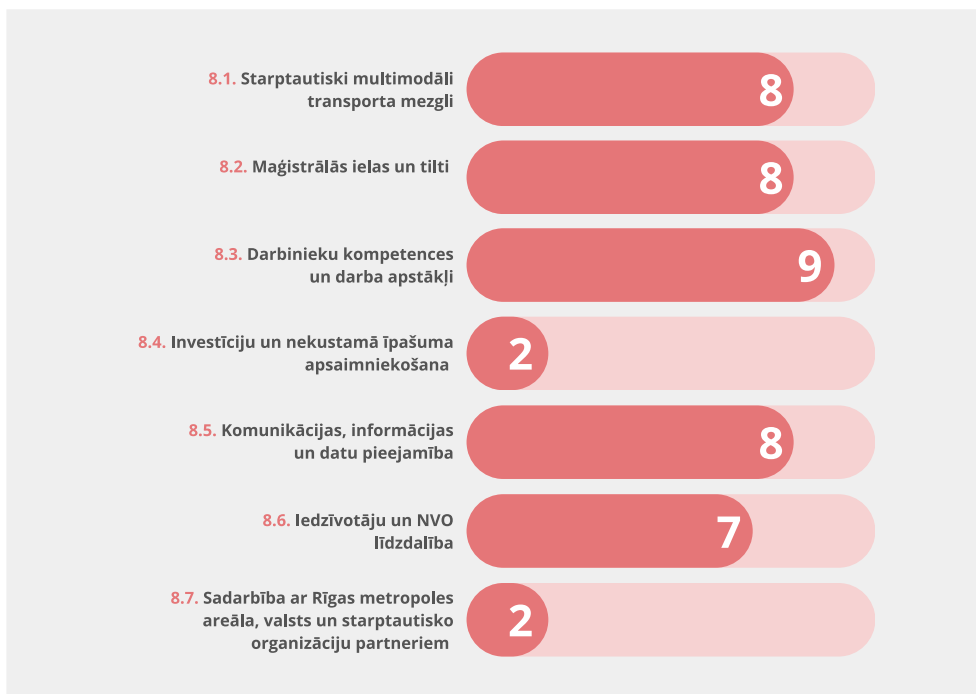 8.1. Starptautiski multimodāli
transporta mezgli
8
8.2. Maģistrālās ielas un tilti
8
8.3. Darbinieku kompetences
un darba apstākļi
9
8.4. Investīciju un nekustamā īpašuma
apsaimniekošana
2
8.5. Komunikācijas, informācijas
un datu pieejamība
8
8.6. Iedzīvotāju un NVO
līdzdalība
7
8.7. Sadarbība ar Rīgas metropoles
areāla, valsts un starptautisko
organizāciju partneriem
2